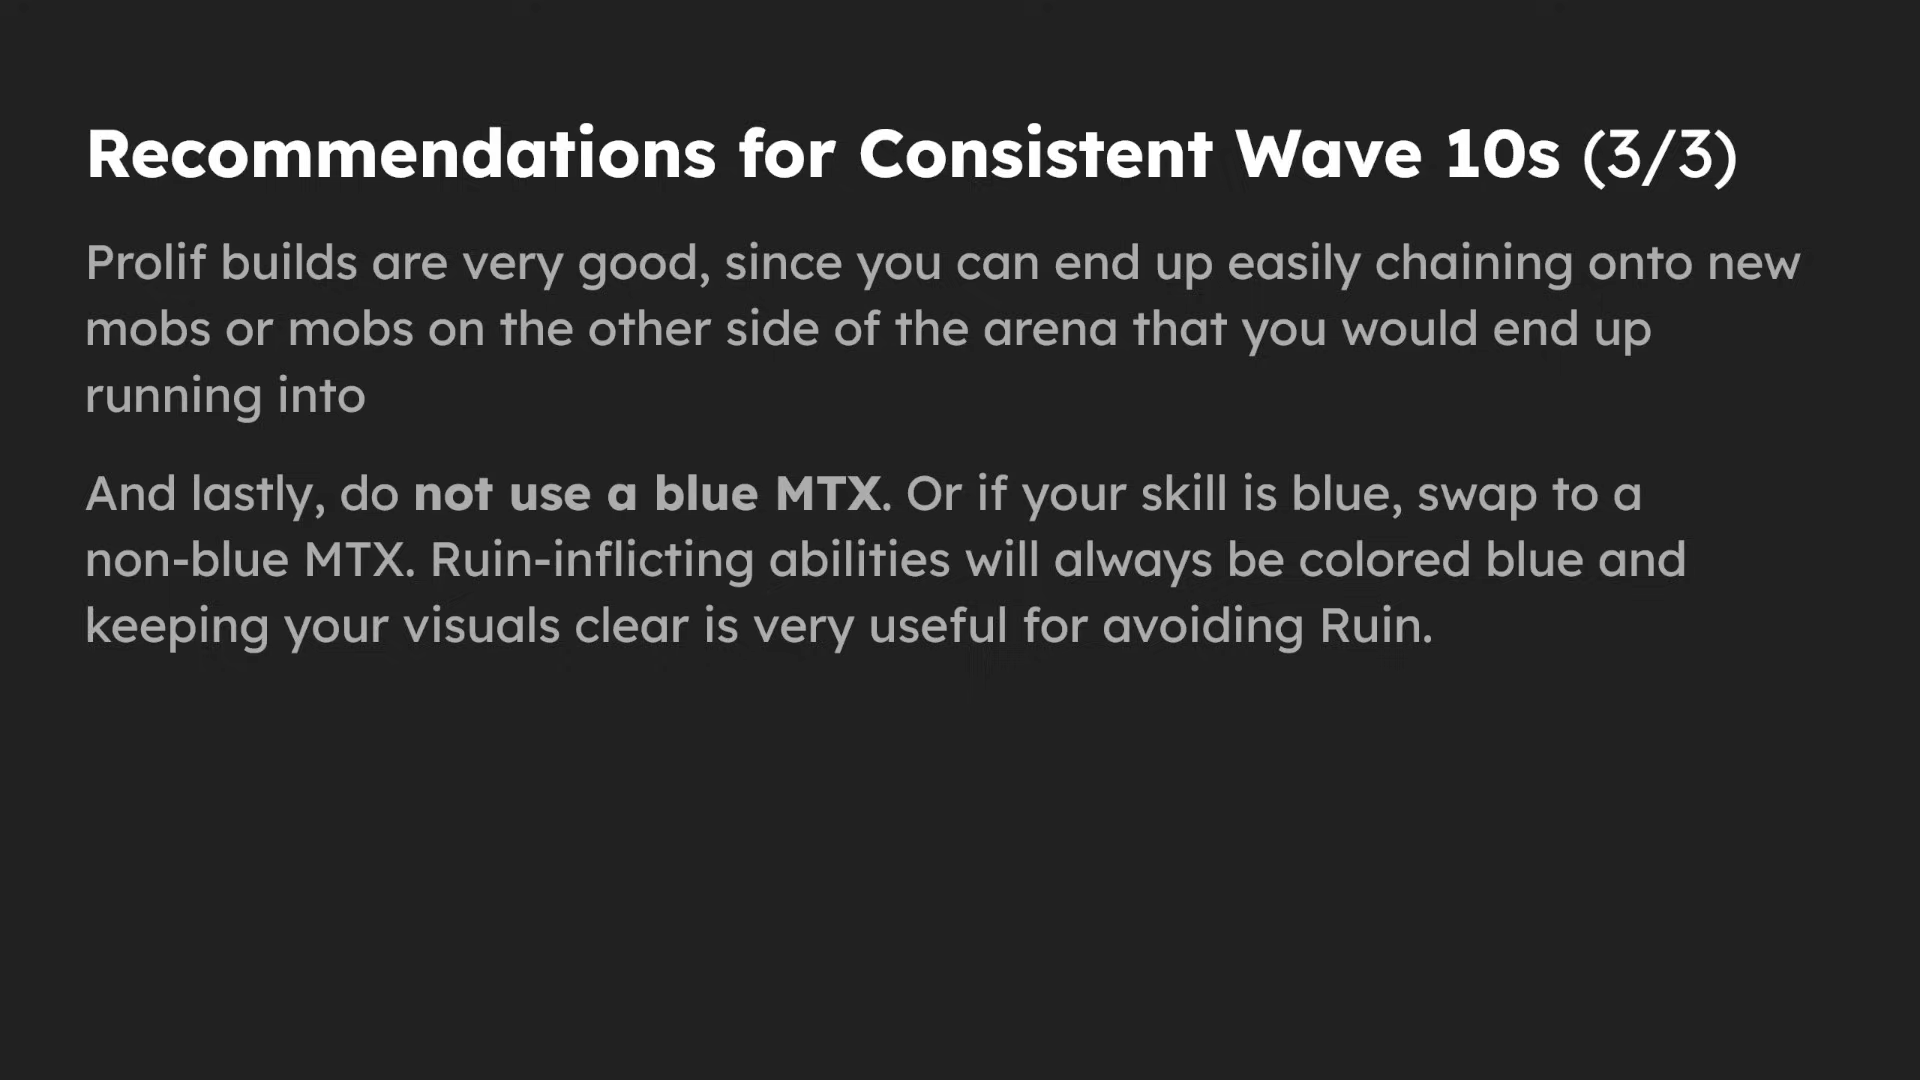 Recommendations for Consistent Wave 10s (3/3)
Prolif builds are very good, since you can end up easily chaining onto new
mobs or mobs on the other side of the arena that you would end up
running into
And lastly, do not use a blue MTX. Or if your skill is blue, swap to a
non-blue MTX. Ruin-inflicting abilities will always be colored blue and
keeping your visuals clear is very useful for avoiding Ruin.